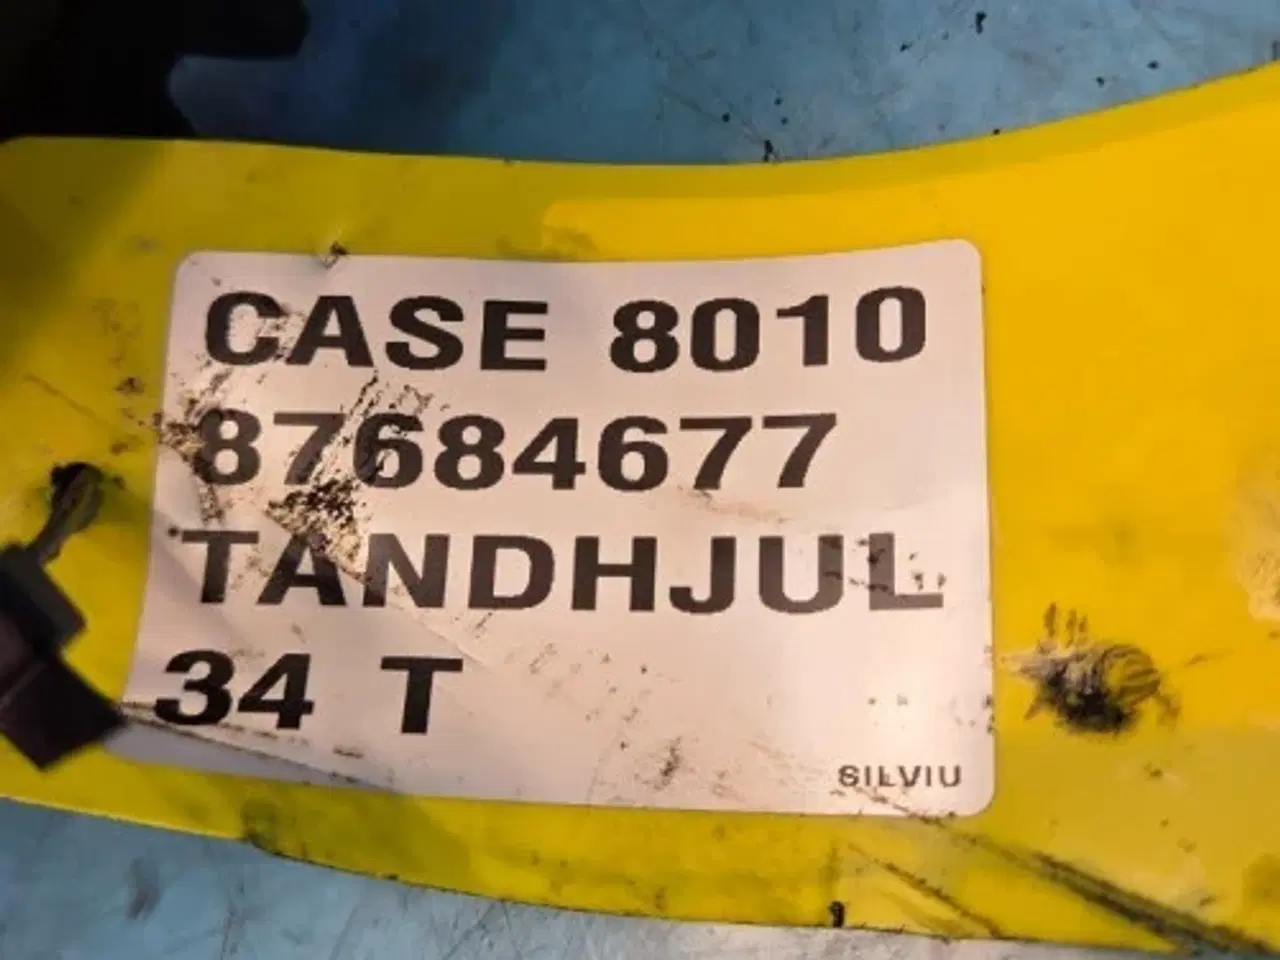 CASE 8010
87684677
TANDHJUL
34 T
SILVIU